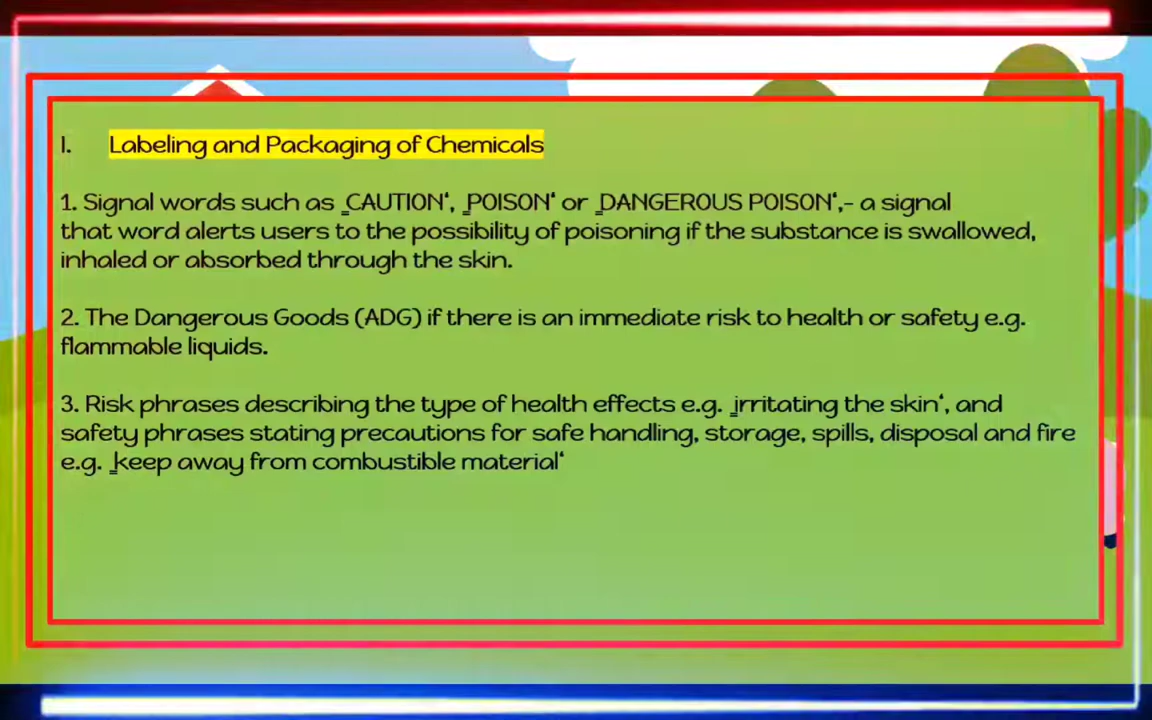 I. Labeling and Packaging of Chemicals
1. Signal words such as ‗CAUTION‘, ‗POISON‘ or ‗DANGEROUS POISON‘,- a signal
that word alerts users to the possibility of poisoning if the substance is swallowed,
inhaled or absorbed through the skin.
2. The Dangerous Goods (ADG) if there is an immediate risk to health or safety e.g.
flammable liquids.
3. Risk phrases describing the type of health effects e.g. ‗irritating the skin‘, and
safety phrases stating precautions for safe handling, storage, spills, disposal and fire
e.g. ‗keep away from combustible material‘